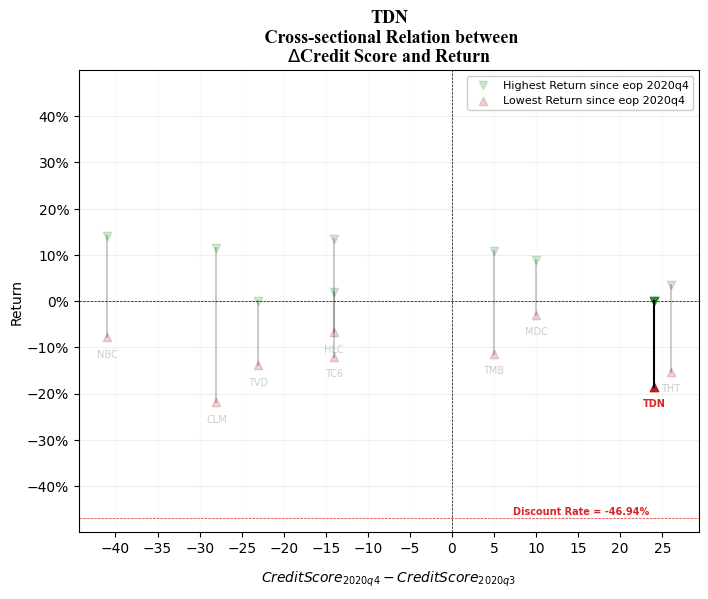 TDN
Cross-sectional Relation between
ΔCredit Score and Return
Highest Return since eop 2020q4
Lowest Return since eop 2020q4
Return
40%
30%
20%
10%
0%
−10%
−20%
−30%
−40%
NBC
CLM
TVD
HLC
TC6
TMB
MDC
TDN
THT
Discount Rate = -46.94%
−40 −35 −30 −25 −20 −15 −10 −5 0 5 10 15 20 25
CreditScore2020q4 − CreditScore2020q3